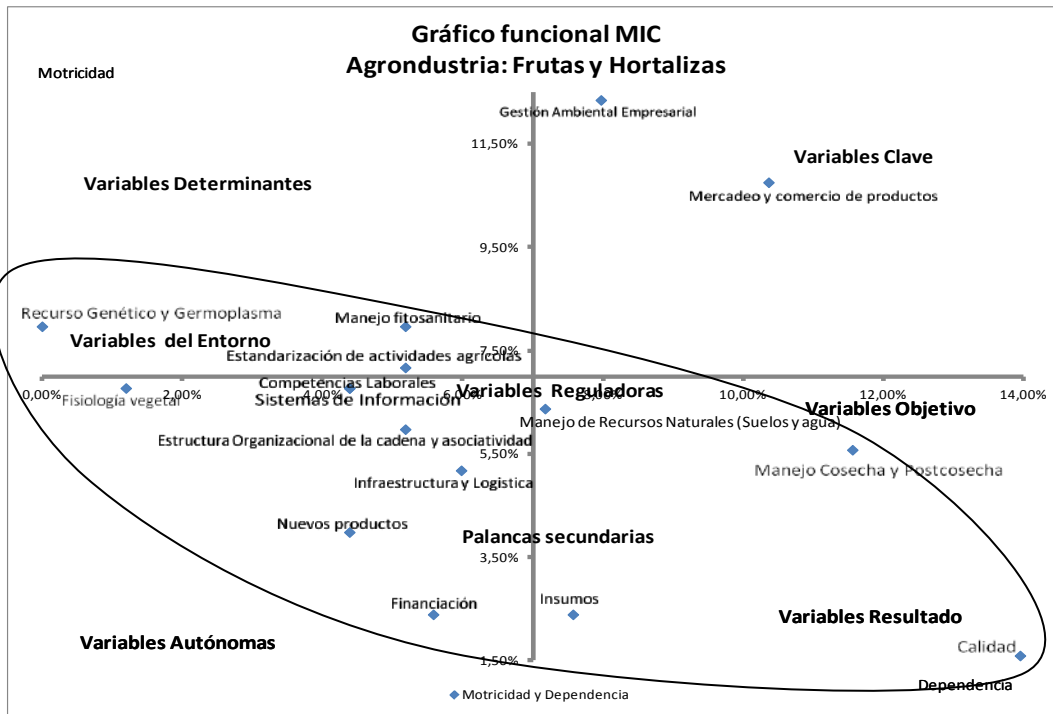 Gráfico funcional MIC
Agrondustria: Frutas y Hortalizas
Motricidad
Gestión Ambiental Empresarial
11,50%
Variables Clave
Variables Determinantes
Mercadeo y comercio de productos
9,50%
Recurso Genético y Germoplasma
Manejo fitosanitario
Variables del Entorno
7,50%
Estandarización de actividades agrícolas
Competencias Laborales
Variables Reguladoras
0,00% 2,00% 4,00% 6,00% 8,00% 10,00% 12,00% 14,00%
Fisiología vegetal
Sistemas de Información
Variables Objetivo
Manejo de Recursos Naturales (Suelos y agua)
Estructura Organizacional de la cadena y asociatividad
5,50%
Manejo Cosecha y Postcosecha
Infraestructura y Logistica
Nuevos productos
Palancas secundarias
3,50%
Financiación
Insumos
Variables Resultado
Variables Autónomas
Calidad
1,50%
Dependencia
Motricidad y Dependencia